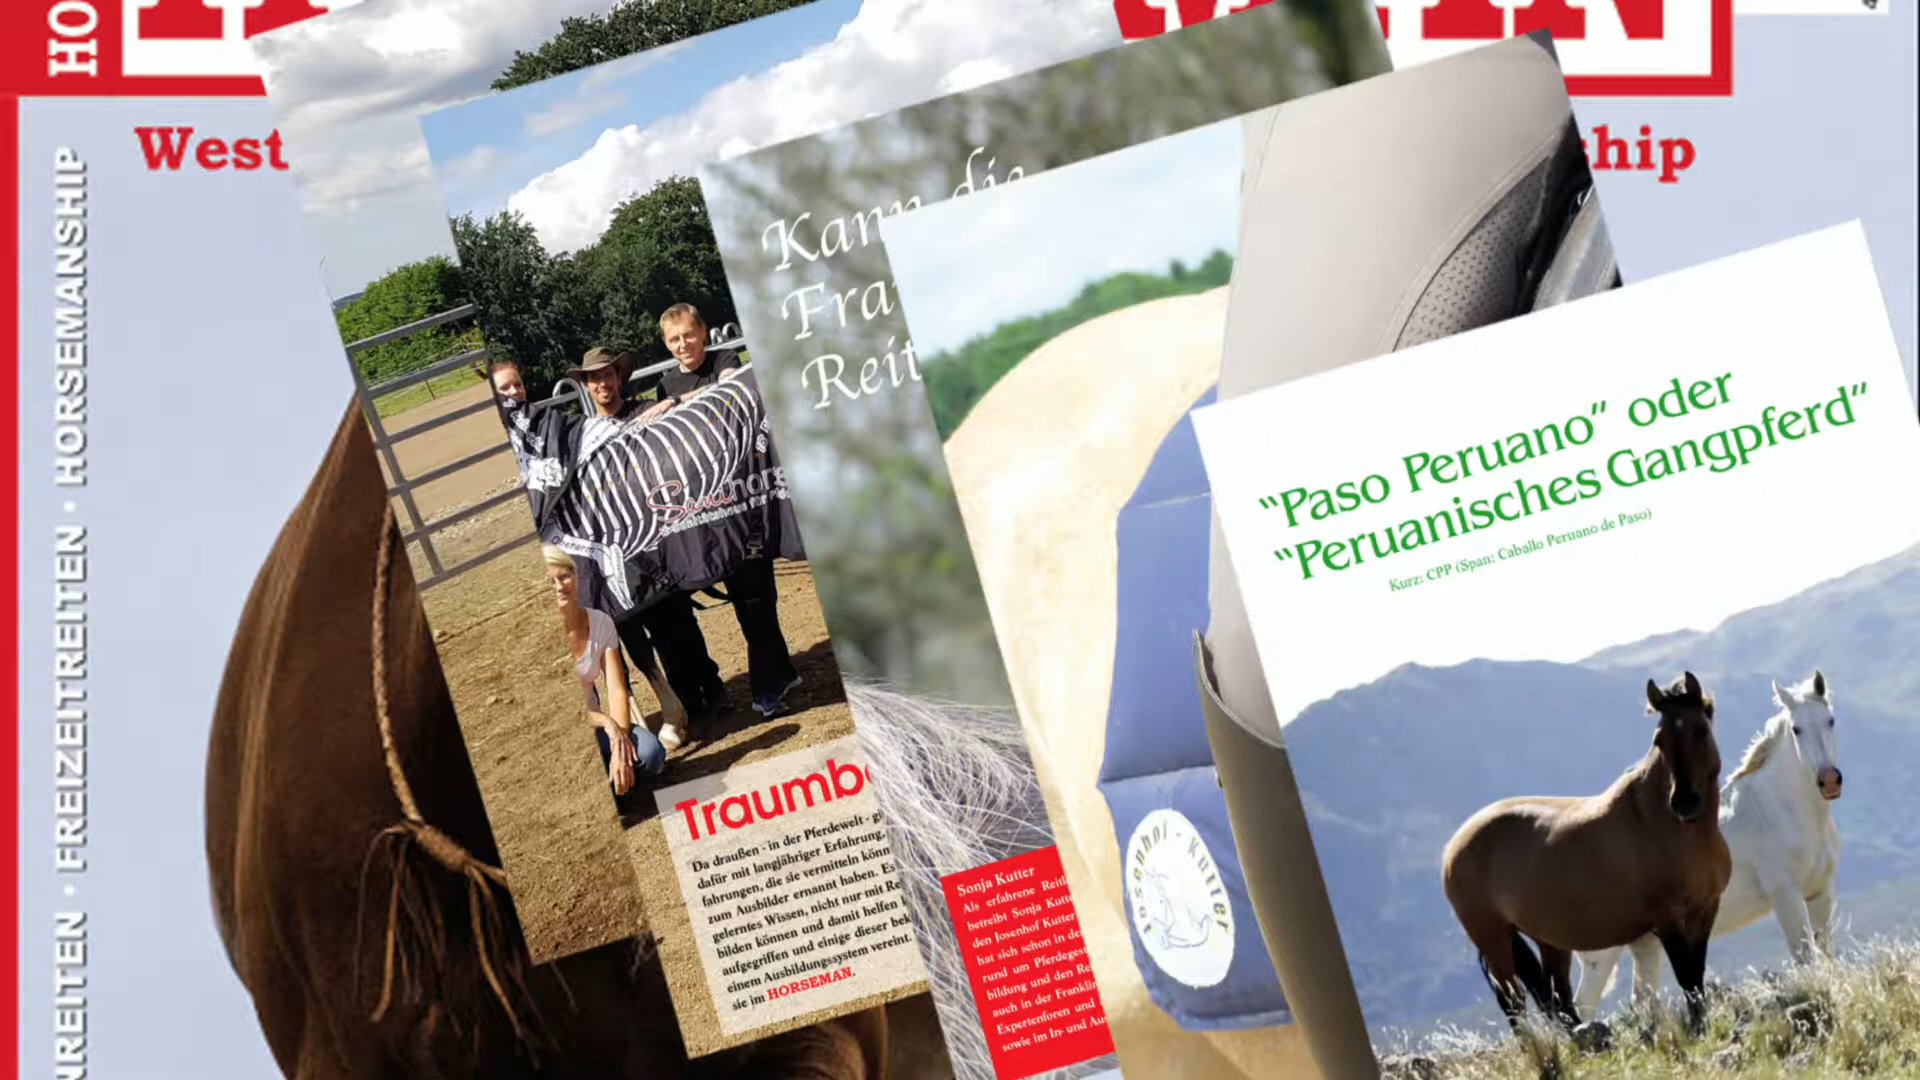 HO
West
ship
NREITEN • FREIZEITREITEN • HORSEMANSHIP
Kann die
Reit
Sanihors
Oberarm
Traumb
Da draußen - in der Pferdewelt - g
dafür mit langjähriger Erfahrung,
fahrungen, die sie vermitteln könn
zum Ausbilder ernannt haben. Es
gelerntes Wissen, nicht nur mit Re
bilden können und damit helfen
aufgegriffen und einige dieser bek
einem Ausbildungssystem vereint.
sie im HORSEMAN.
Sonja Kutter
Als erfahrene Reitl
betreibt Sonja Kutte
den Josenhof Kutter
hat sich schon in de
rund um Pferdegest
bildung und den Re
auch in der Franklin
Expertenforen und
sowie im In- und Au
Josenhof - Kutter
“Paso Peruano” oder
“Peruanisches Gangpferd”
Kurz: CPP (Span: Caballo Peruano de Paso)